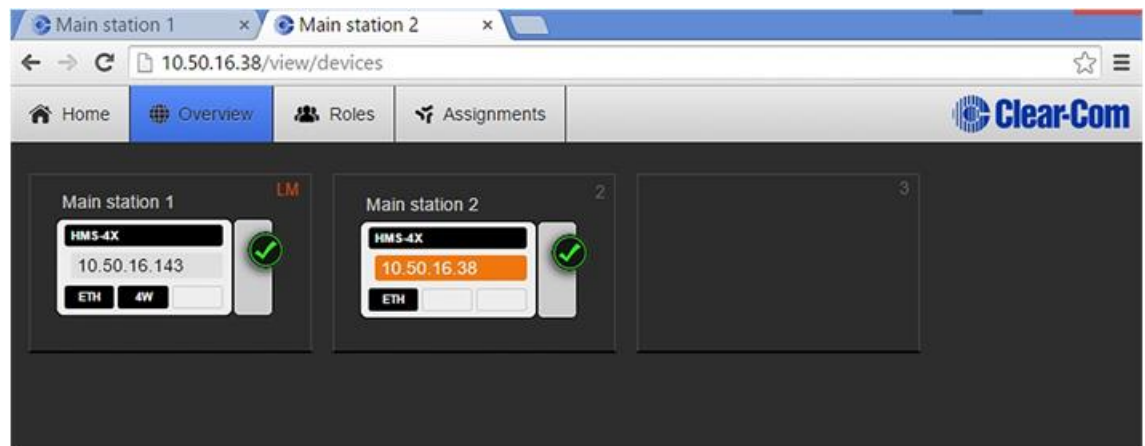 Main station 1 × Main station 2 ×
10.50.16.38/view/devices
Home Overview Roles Assignments Clear-Com
LM
Main station 1
HMS-4X
10.50.16.143
ETH 4W
2
Main station 2
HMS-4X
10.50.16.38
ETH
3